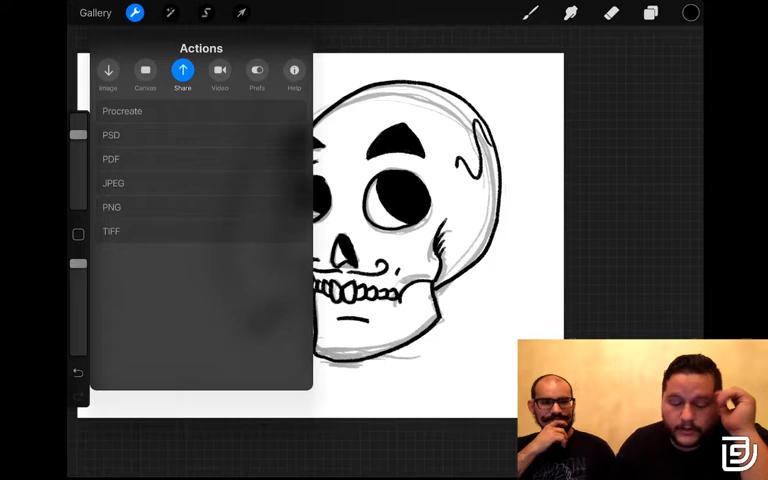 Gallery
Actions
Image Canvas Share Video Prefs Help
Procreate
PSD
PDF
JPEG
PNG
TIFF